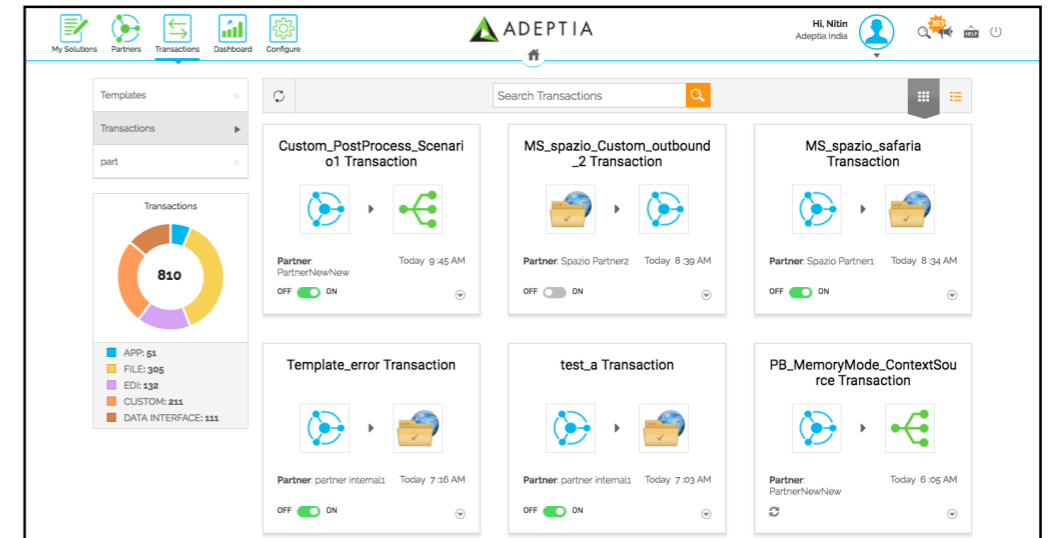 My Solutions
Partners
Transactions
Dashboard
Configure
ADEPTIA
Hi, Nitin
Adeptia India
393
HELP
Templates
Transactions
part
Search Transactions
Transactions
810
APP: 51
FILE: 305
EDI: 132
CUSTOM: 211
DATA INTERFACE: 111
Custom_PostProcess_Scenari
o1 Transaction
Partner:
PartnerNewNew
Today 9 :45 AM
OFF ON
MS_spazio_Custom_outbound
_2 Transaction
Partner: Spazio Partner2 Today 8 :39 AM
OFF ON
MS_spazio_safaria
Transaction
Partner: Spazio Partner1 Today 8 :34 AM
OFF ON
Template_error Transaction
Partner: partner internal1 Today 7 :16 AM
OFF ON
test_a Transaction
Partner: partner internal1 Today 7 :03 AM
OFF ON
PB_MemoryMode_ContextSou
rce Transaction
Partner:
PartnerNewNew
Today 6 :05 AM